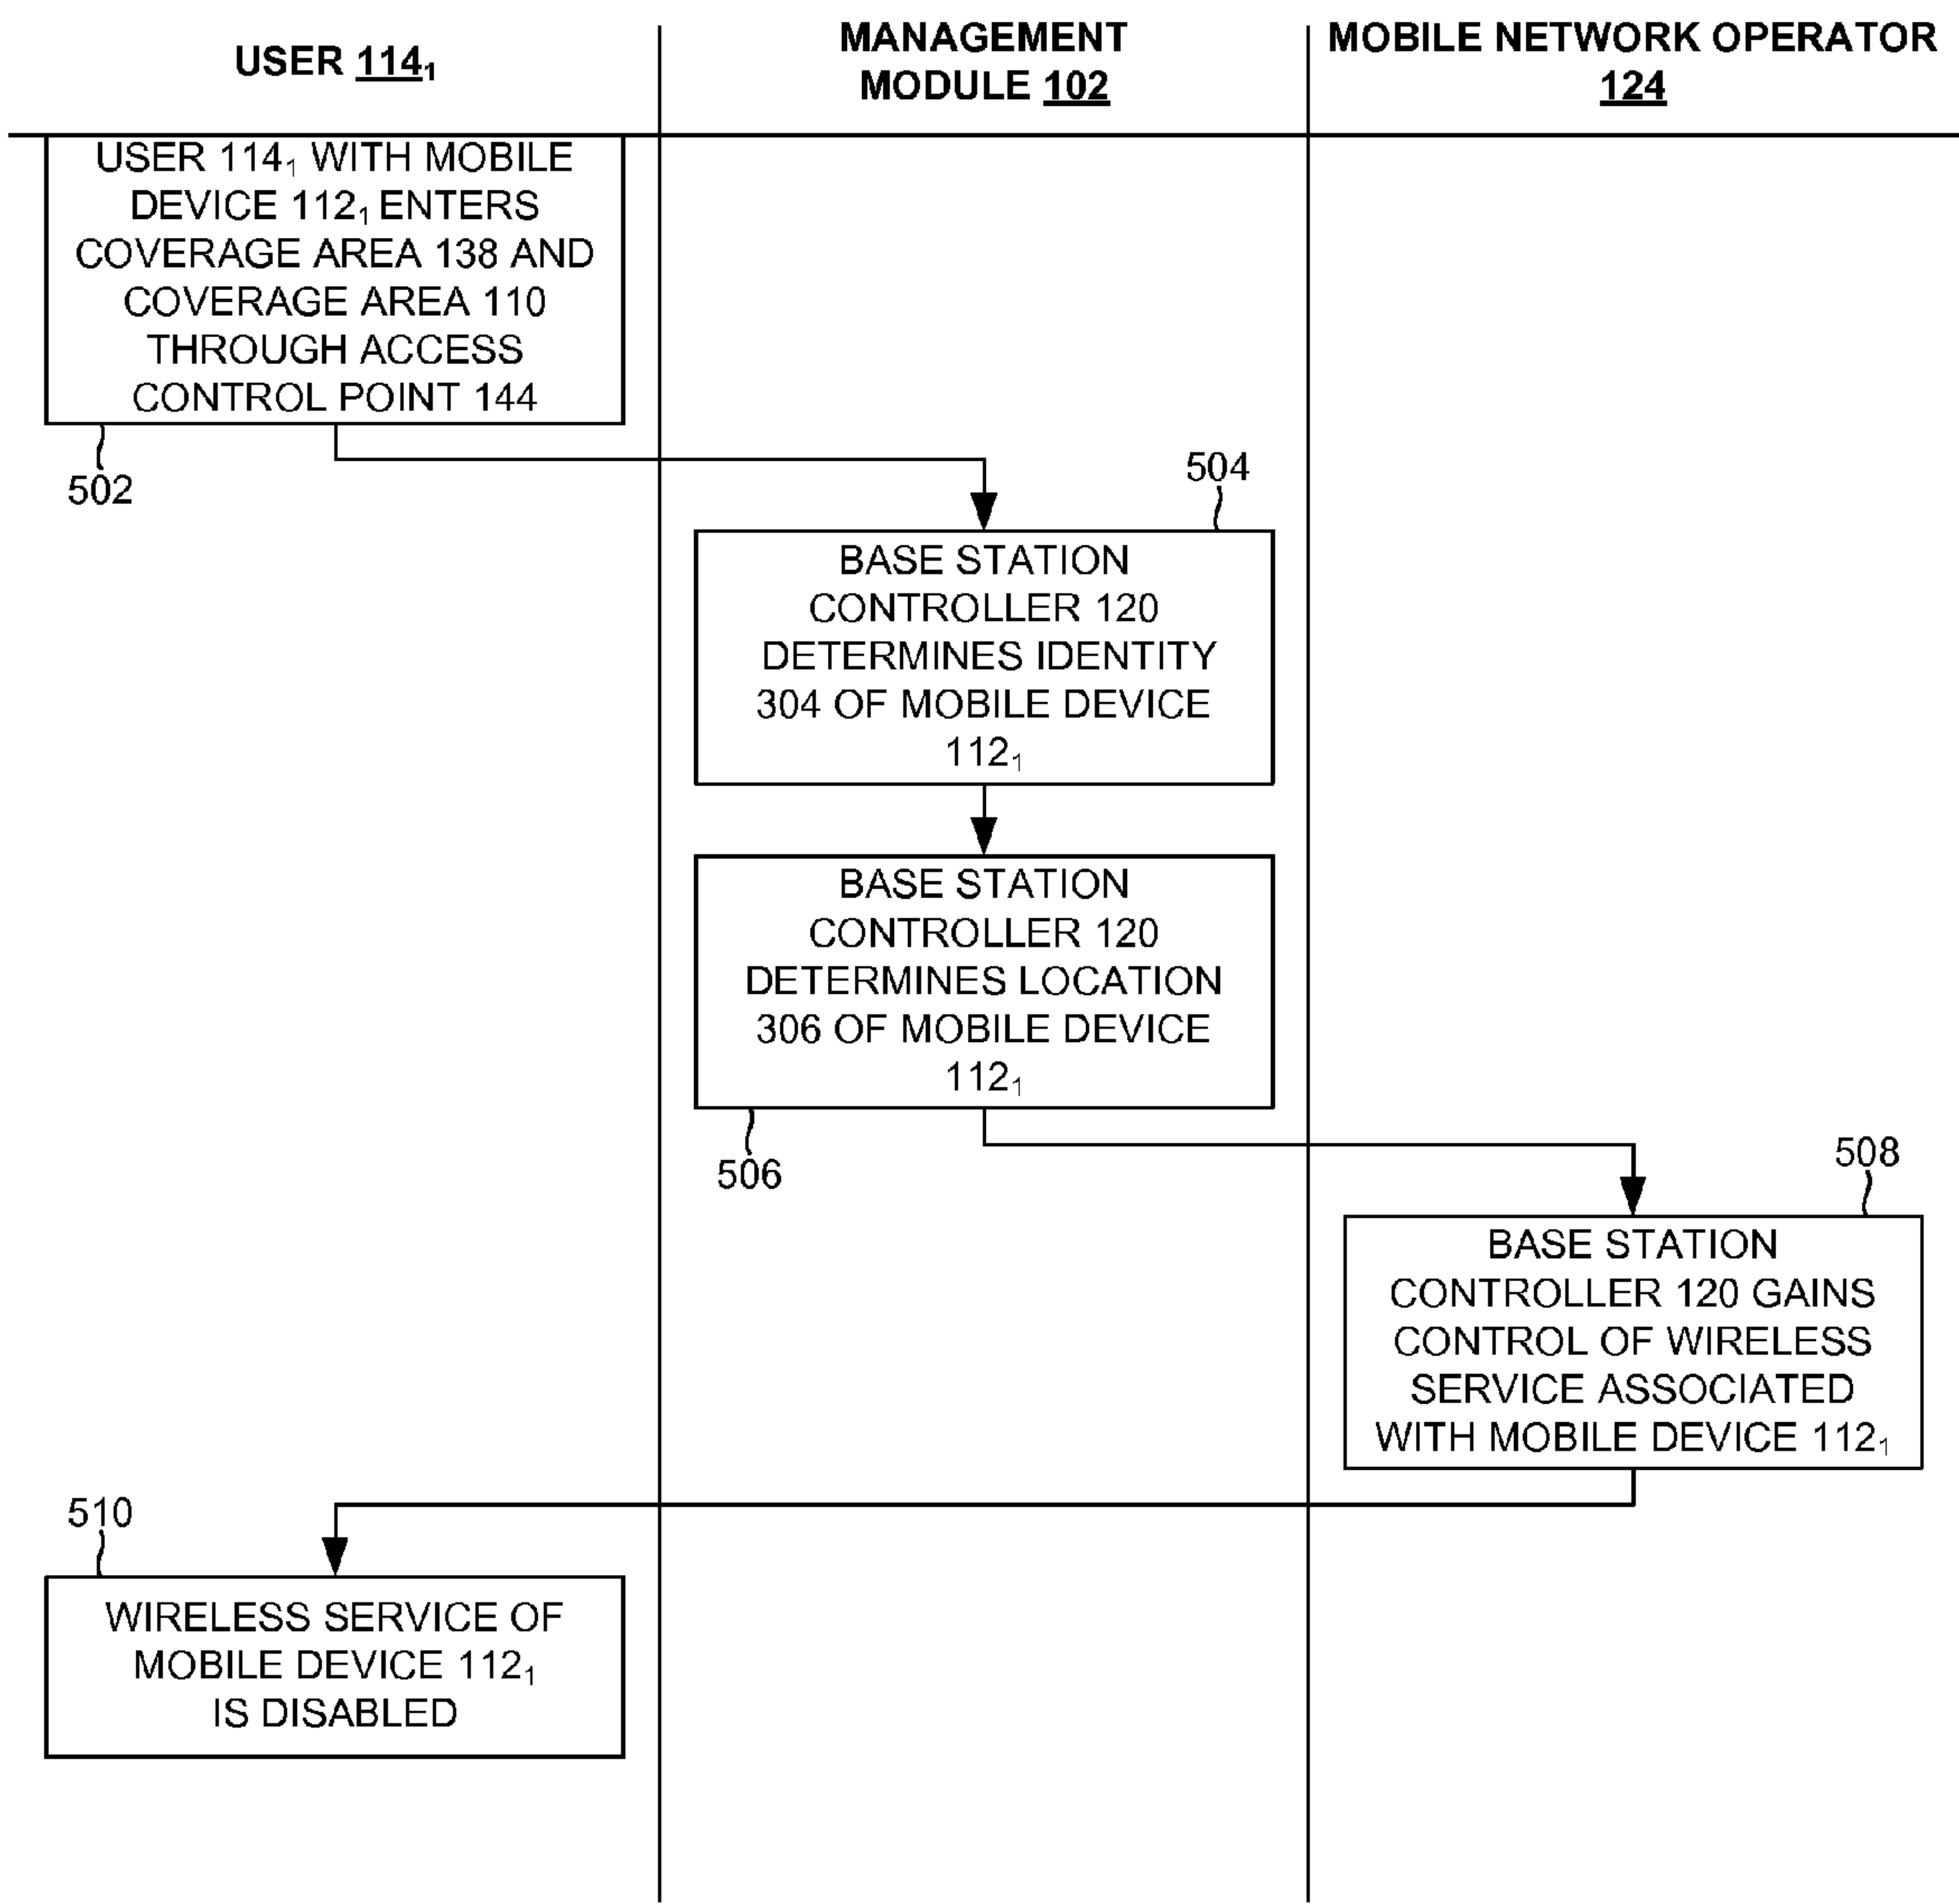 USER 114₁
MANAGEMENT
MODULE 102
MOBILE NETWORK OPERATOR
124
USER 114₁ WITH MOBILE
DEVICE 112₁ ENTERS
COVERAGE AREA 138 AND
COVERAGE AREA 110
THROUGH ACCESS
CONTROL POINT 144
502
504
BASE STATION
CONTROLLER 120
DETERMINES IDENTITY
304 OF MOBILE DEVICE
112₁
BASE STATION
CONTROLLER 120
DETERMINES LOCATION
306 OF MOBILE DEVICE
112₁
506
508
BASE STATION
CONTROLLER 120 GAINS
CONTROL OF WIRELESS
SERVICE ASSOCIATED
WITH MOBILE DEVICE 112₁
510
WIRELESS SERVICE OF
MOBILE DEVICE 112₁
IS DISABLED